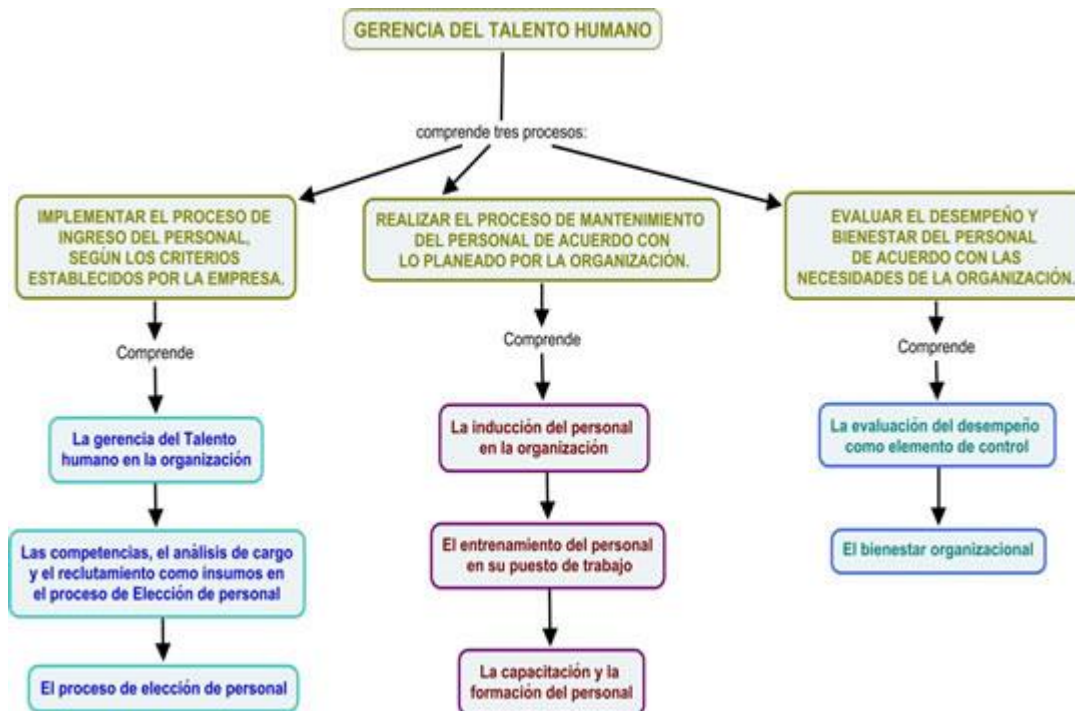 GERENCIA DEL TALENTO HUMANO
comprende tres procesos:
IMPLEMENTAR EL PROCESO DE
INGRESO DEL PERSONAL,
SEGÚN LOS CRITERIOS
ESTABLECIDOS POR LA EMPRESA.
Comprende
La gerencia del Talento
humano en la organización
Las competencias, el análisis de cargo
y el reclutamiento como insumos en
el proceso de Elección de personal
El proceso de elección de personal
REALIZAR EL PROCESO DE MANTENIMIENTO
DEL PERSONAL DE ACUERDO CON
LO PLANEADO POR LA ORGANIZACIÓN.
Comprende
La inducción del personal
en la organización
El entrenamiento del personal
en su puesto de trabajo
La capacitación y la
formación del personal
EVALUAR EL DESEMPEÑO Y
BIENESTAR DEL PERSONAL
DE ACUERDO CON LAS
NECESIDADES DE LA ORGANIZACIÓN.
Comprende
La evaluación del desempeño
como elemento de control
El bienestar organizacional